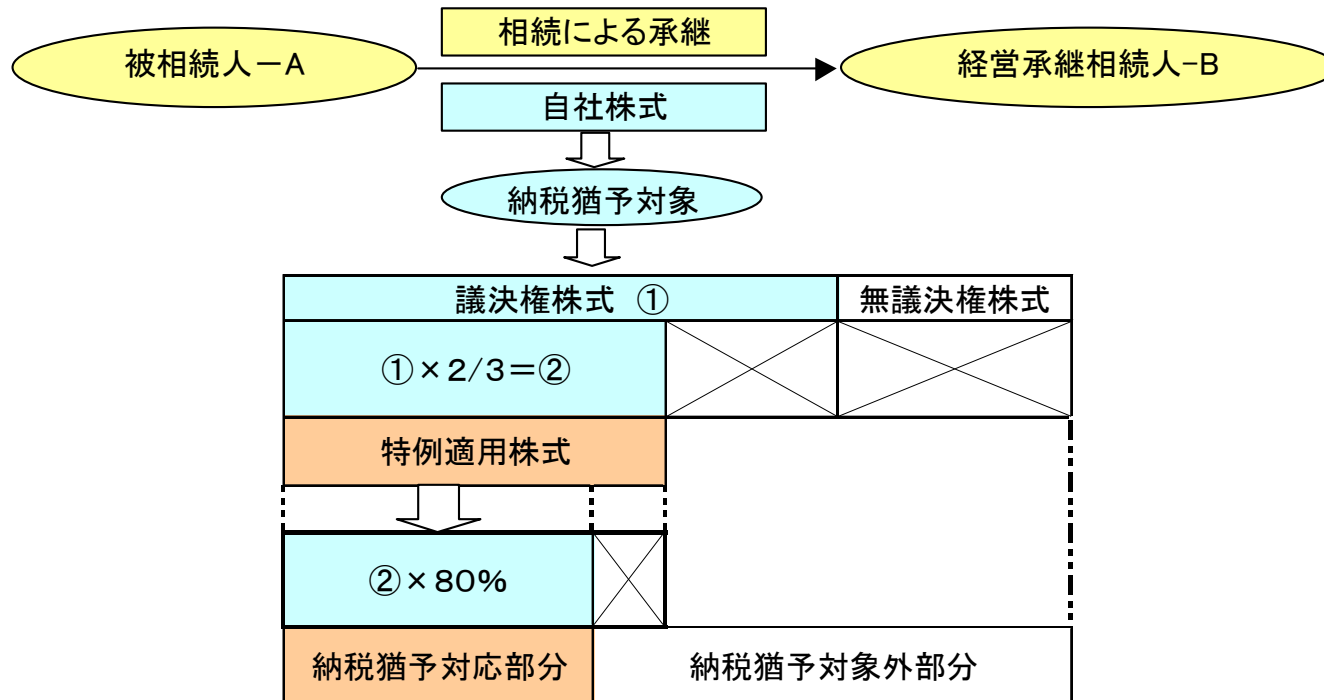 被相続人－A
相続による承継
経営承継相続人-B
自社株式
納税猶予対象
議決権株式 ①
無議決権株式
①×2/3＝②
特例適用株式
②×80%
納税猶予対応部分
納税猶予対象外部分